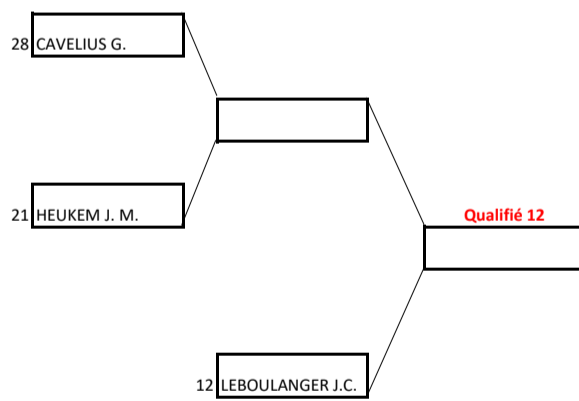 28 CAVELIUS G.
21 HEUKEM J. M.
Qualifié 12
12 LEBOULANGER J.C.